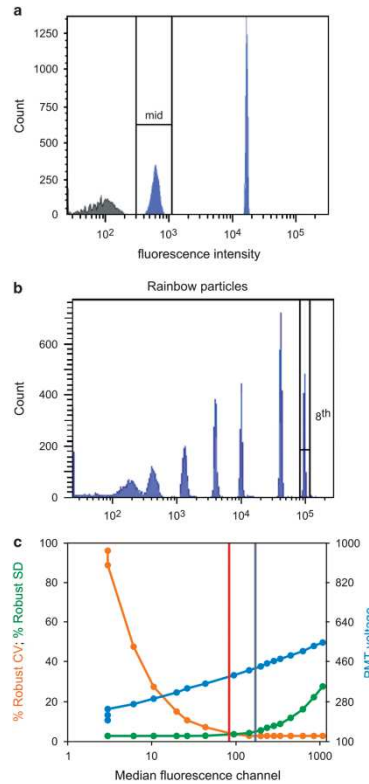 a
1250
1000
750
500
250
0
Count
mid
10²
10³
10⁴
10⁵
fluorescence intensity
b
Rainbow particles
600
400
200
0
Count
8th
10²
10³
10⁴
10⁵
c
100
80
60
40
20
0
% Robust CV; % Robust SD
1000
820
640
460
280
100
PMT voltage
1
10
100
1000
Median fluorescence channel